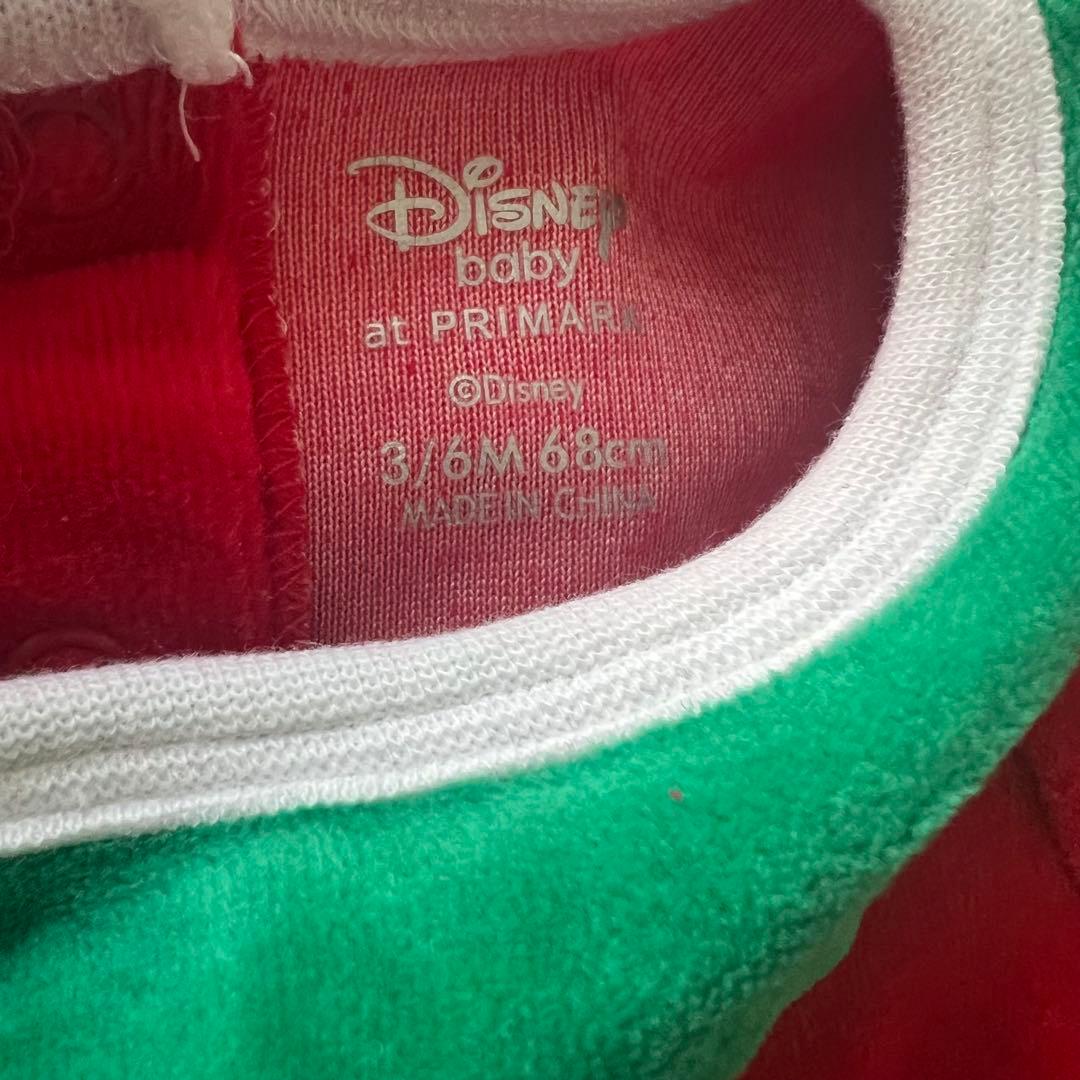 Disney
baby
at PRIMARK
©Disney
3/6M 68cm
MADE IN CHINA